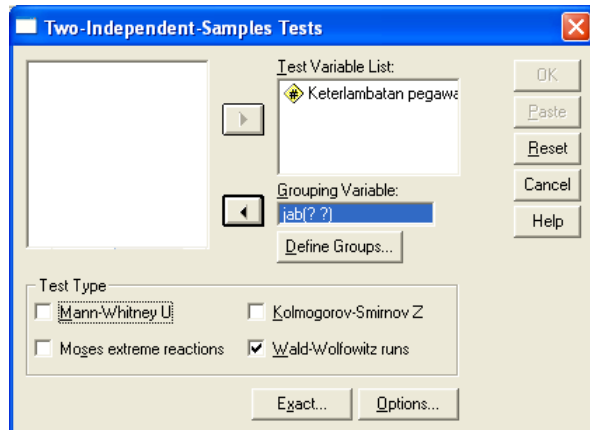 Two-Independent-Samples Tests
Test Variable List:
Keterlambatan pegawa
Grouping Variable:
jab(? ?)
Define Groups...
OK
Paste
Reset
Cancel
Help
Test Type
Mann-Whitney U
Kolmogorov-Smirnov Z
Moses extreme reactions
Wald-Wolfowitz runs
Exact...
Options...